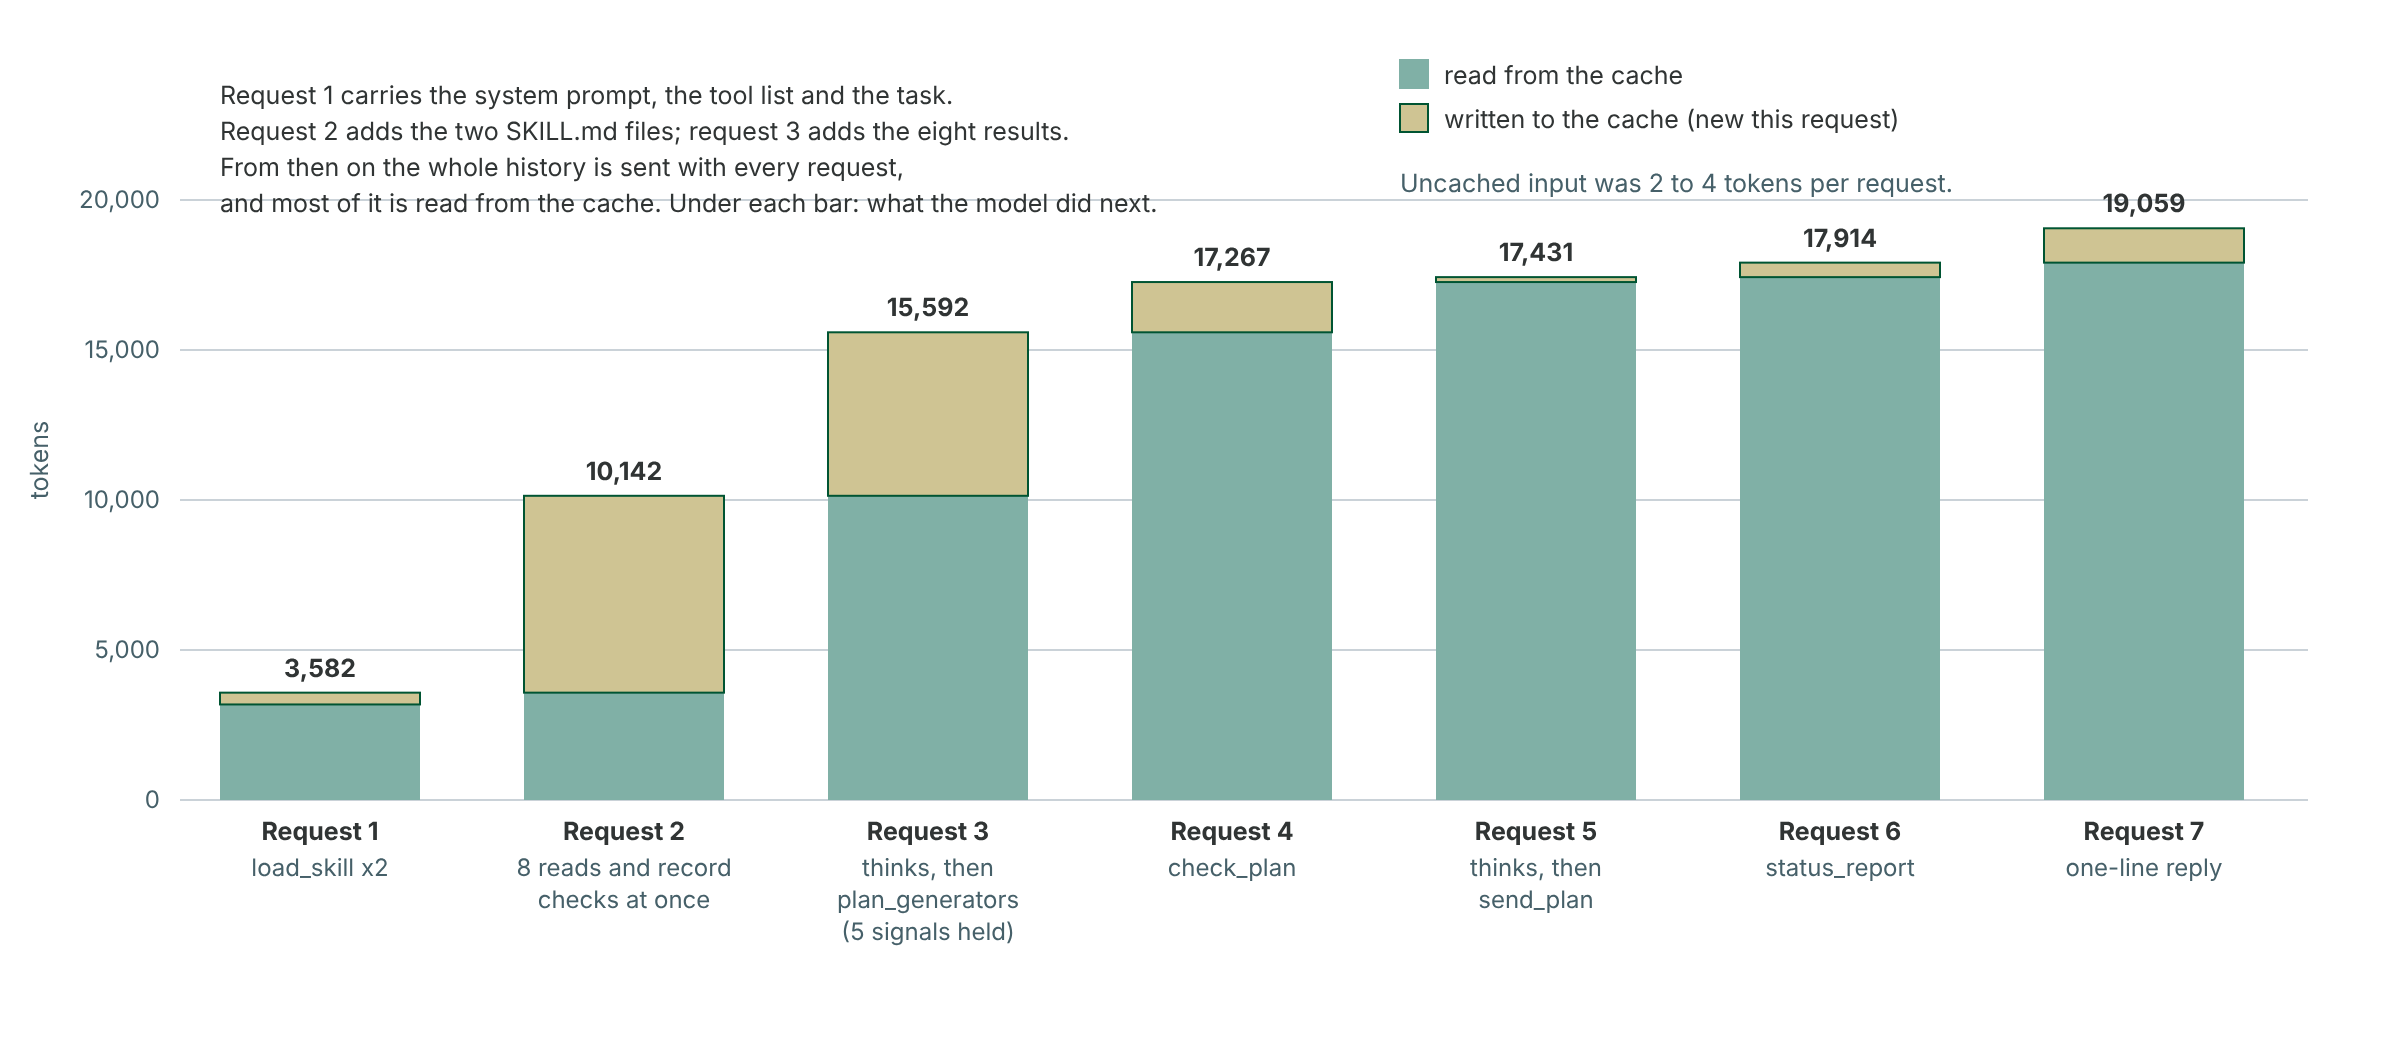 Request 1 carries the system prompt, the tool list and the task.
Request 2 adds the two SKILL.md files; request 3 adds the eight results.
From then on the whole history is sent with every request,
and most of it is read from the cache. Under each bar: what the model did next.
read from the cache
written to the cache (new this request)
Uncached input was 2 to 4 tokens per request.
tokens
20,000
15,000
10,000
5,000
0
3,582
10,142
15,592
17,267
17,431
17,914
19,059
Request 1
load_skill x2
Request 2
8 reads and record
checks at once
Request 3
thinks, then
plan_generators
(5 signals held)
Request 4
check_plan
Request 5
thinks, then
send_plan
Request 6
status_report
Request 7
one-line reply